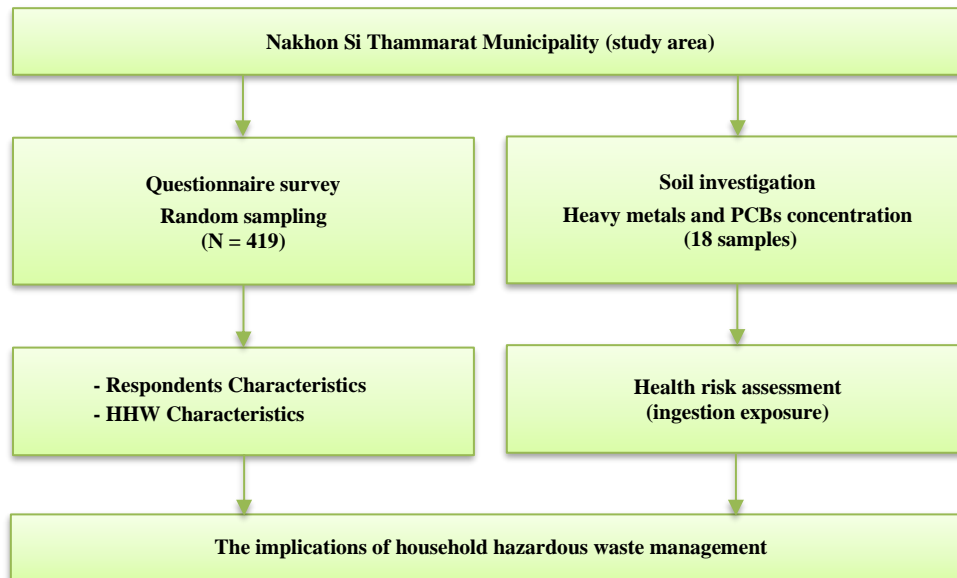 Nakhon Si Thammarat Municipality (study area)
Questionnaire survey
Random sampling
(N = 419)
Soil investigation
Heavy metals and PCBs concentration
(18 samples)
- Respondents Characteristics
- HHW Characteristics
Health risk assessment
(ingestion exposure)
The implications of household hazardous waste management